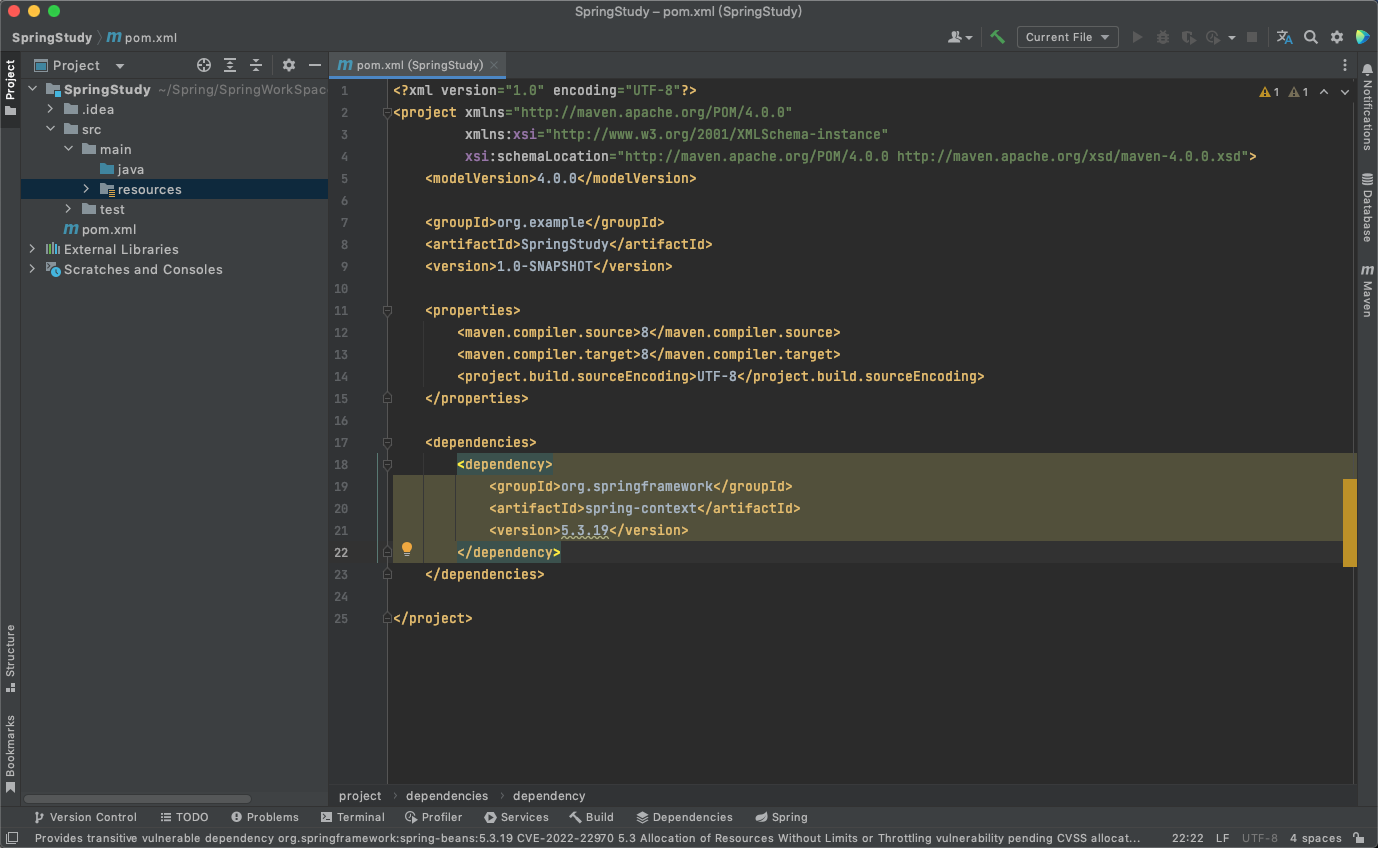 SpringStudy – pom.xml (SpringStudy)
SpringStudy pom.xml
Current File
Project
Project
SpringStudy ~/Spring/SpringWorkSpac
.idea
src
main
java
resources
test
pom.xml
External Libraries
Scratches and Consoles
pom.xml (SpringStudy)
1 <?xml version="1.0" encoding="UTF-8"?>
2 <project xmlns="http://maven.apache.org/POM/4.0.0"
3 xmlns:xsi="http://www.w3.org/2001/XMLSchema-instance"
4 xsi:schemaLocation="http://maven.apache.org/POM/4.0.0 http://maven.apache.org/xsd/maven-4.0.0.xsd">
5 <modelVersion>4.0.0</modelVersion>
6
7 <groupId>org.example</groupId>
8 <artifactId>SpringStudy</artifactId>
9 <version>1.0-SNAPSHOT</version>
10
11 <properties>
12 <maven.compiler.source>8</maven.compiler.source>
13 <maven.compiler.target>8</maven.compiler.target>
14 <project.build.sourceEncoding>UTF-8</project.build.sourceEncoding>
15 </properties>
16
17 <dependencies>
18 <dependency>
19 <groupId>org.springframework</groupId>
20 <artifactId>spring-context</artifactId>
21 <version>5.3.19</version>
22 </dependency>
23 </dependencies>
24
25 </project>
1 1
Notifications
Database
Maven
Structure
Bookmarks
project dependencies dependency
Version Control TODO Problems Terminal Profiler Services Build Dependencies Spring
Provides transitive vulnerable dependency org.springframework:spring-beans:5.3.19 CVE-2022-22970 5.3 Allocation of Resources Without Limits or Throttling vulnerability pending CVSS allocat... 22:22 LF UTF-8 4 spaces